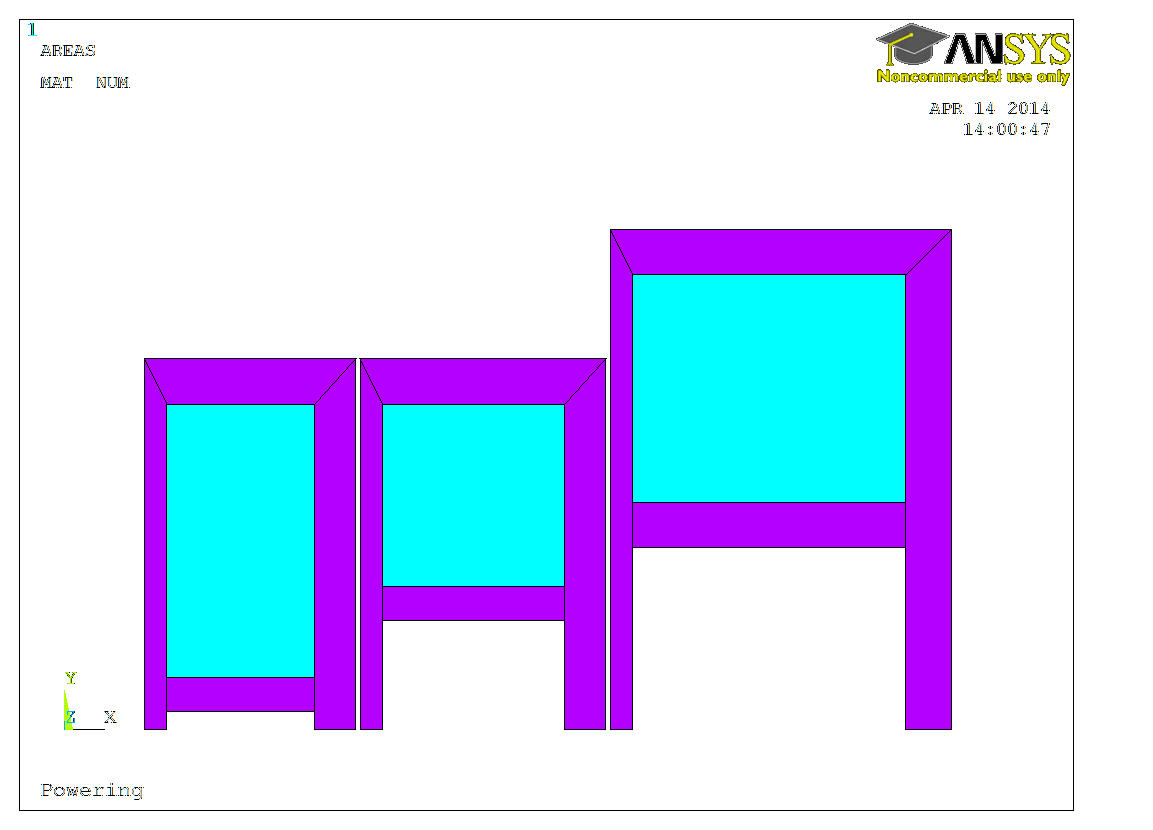 1
AREAS
MAT NUM
ANSYS
Noncommercial use only
APR 14 2014
14:00:47
Y
Z X
Powering